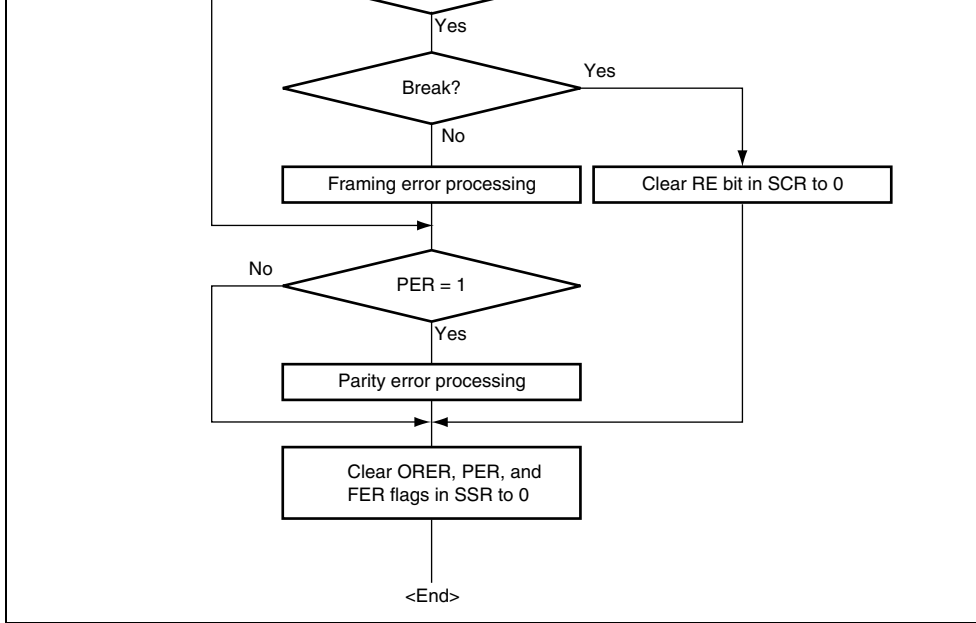 Yes
Break?
Yes
No
Framing error processing
Clear RE bit in SCR to 0
No
PER = 1
Yes
Parity error processing
Clear ORER, PER, and
FER flags in SSR to 0
<End>